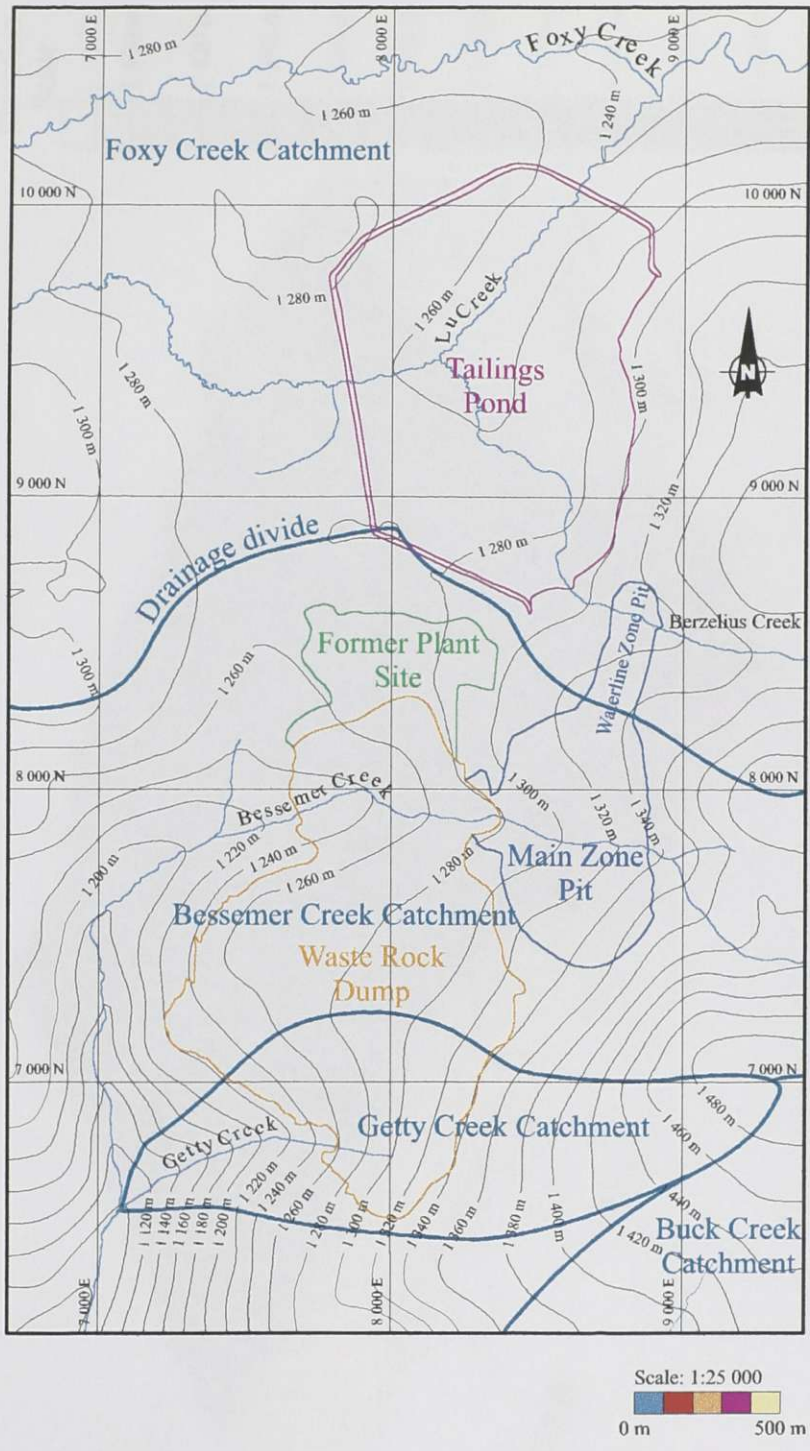 7 000 E
8 000 E
9 000 E
1 280 m
Foxy Creek
1 260 m
1 240 m
Foxy Creek Catchment
10 000 N
10 000 N
1 280 m
1 260 m
Lu Creek
N
1 280 m
1 300 m
Tailings
Pond
1 300 m
9 000 N
9 000 N
1 320 m
Drainage divide
1 280 m
Former Plant
Site
Waterline Zone Pit
Berzelius Creek
1 300 m
1 260 m
8 000 N
8 000 N
Bessemer Creek
1 300 m
1 320 m
1 340 m
1 200 m
1 220 m
1 240 m
1 260 m
1 280 m
Main Zone
Pit
Bessemer Creek Catchment
Waste Rock
Dump
7 000 N
7 000 N
1 480 m
1 460 m
Getty Creek
Getty Creek Catchment
1 120 m
1 140 m
1 160 m
1 180 m
1 200 m
1 220 m
1 240 m
1 260 m
1 280 m
1 300 m
1 320 m
1 340 m
1 360 m
1 380 m
1 400 m
1 420 m
440 m
Buck Creek
Catchment
7 000 E
8 000 E
9 000 E
Scale: 1:25 000
0 m
500 m